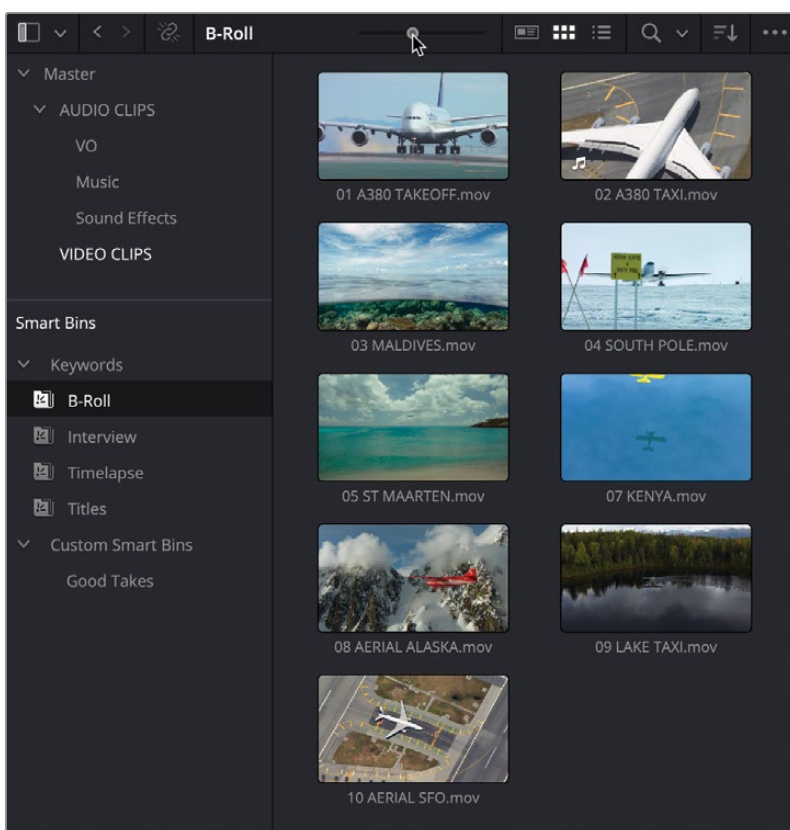 B-Roll
Master
AUDIO CLIPS
VO
Music
Sound Effects
VIDEO CLIPS
Smart Bins
Keywords
B-Roll
Interview
Timelapse
Titles
Custom Smart Bins
Good Takes
01 A380 TAKEOFF.mov
02 A380 TAXI.mov
03 MALDIVES.mov
04 SOUTH POLE.mov
05 ST MAARTEN.mov
07 KENYA.mov
08 AERIAL ALASKA.mov
09 LAKE TAXI.mov
10 AERIAL SFO.mov